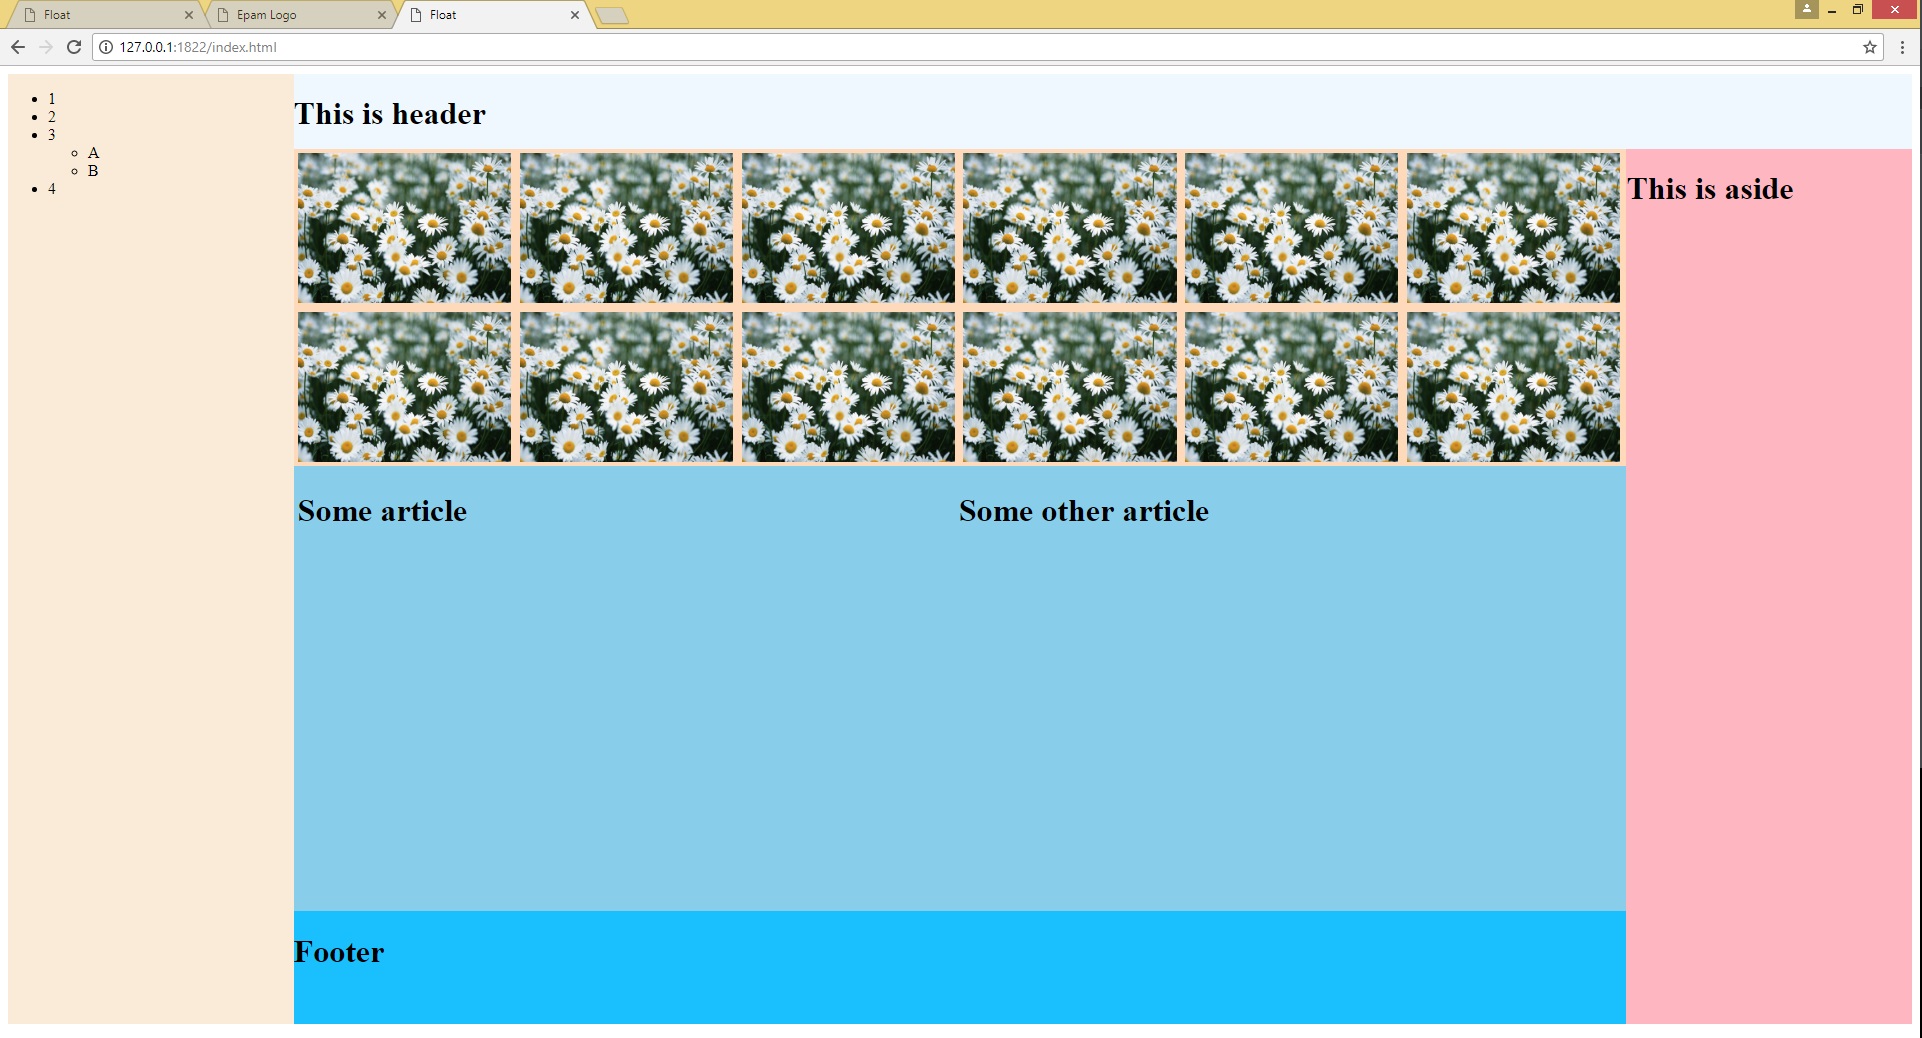 Float
Epam Logo
Float
127.0.0.1:1822/index.html
1
2
3
A
B
4
This is header
This is aside
Some article
Some other article
Footer